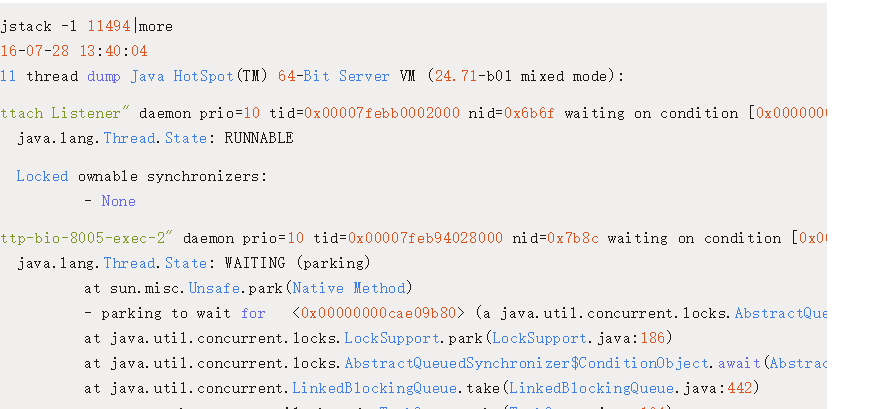 jstack -l 11494|more
16-07-28 13:40:04
ll thread dump Java HotSpot(TM) 64-Bit Server VM (24.71-b01 mixed mode):
ttach Listener" daemon prio=10 tid=0x00007febb0002000 nid=0x6b6f waiting on condition [0x0000000
java.lang.Thread.State: RUNNABLE
Locked ownable synchronizers:
- None
ttp-bio-8005-exec-2" daemon prio=10 tid=0x00007feb94028000 nid=0x7b8c waiting on condition [0x00
java.lang.Thread.State: WAITING (parking)
at sun.misc.Unsafe.park(Native Method)
- parking to wait for <0x00000000cae09b80> (a java.util.concurrent.locks.AbstractQue
at java.util.concurrent.locks.LockSupport.park(LockSupport.java:186)
at java.util.concurrent.locks.AbstractQueuedSynchronizer$ConditionObject.await(Abstrac
at java.util.concurrent.LinkedBlockingQueue.take(LinkedBlockingQueue.java:442)